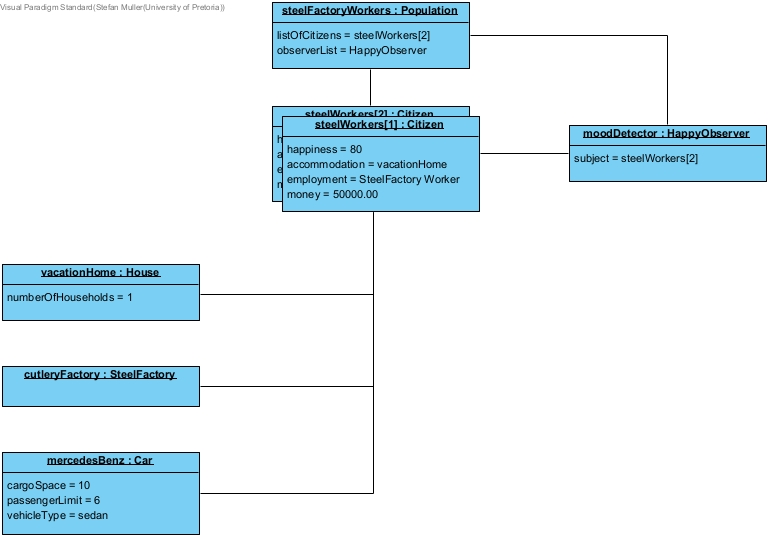 Visual Paradigm Standard(Stefan Muller(University of Pretoria))
steelFactoryWorkers : Population
listOfCitizens = steelWorkers[2]
observerList = HappyObserver
steelWorkers[2] : Citizen
steelWorkers[1] : Citizen
happiness = 80
accommodation = vacationHome
employment = SteelFactory Worker
money = 50000.00
moodDetector : HappyObserver
subject = steelWorkers[2]
vacationHome : House
numberOfHouseholds = 1
cutleryFactory : SteelFactory
mercedesBenz : Car
cargoSpace = 10
passengerLimit = 6
vehicleType = sedan